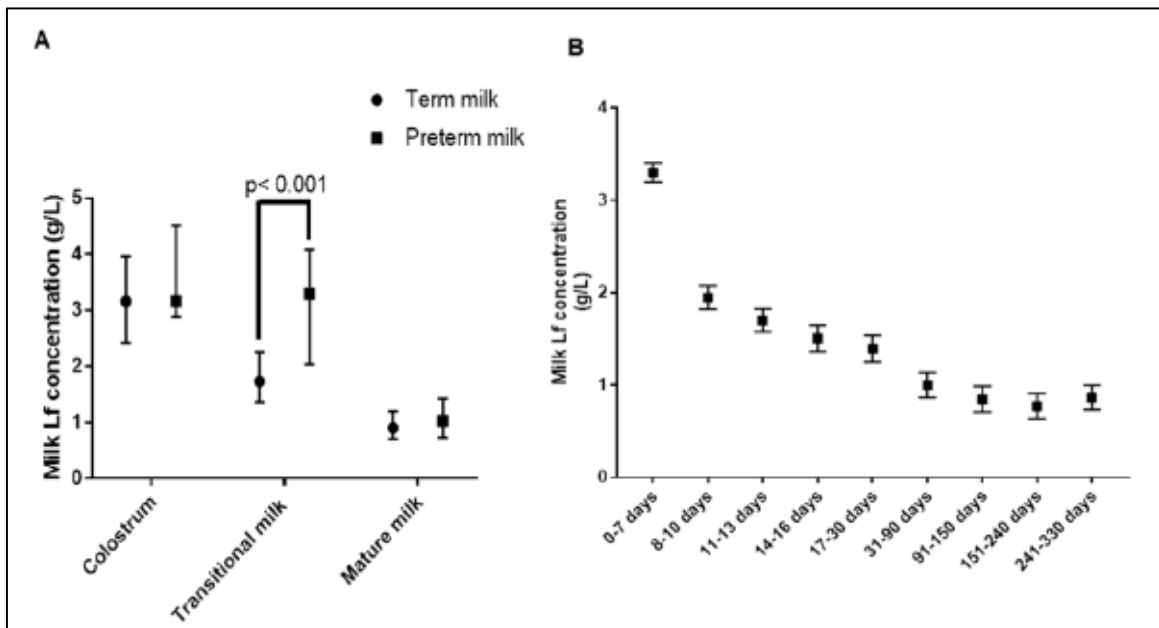 A
Term milk
Preterm milk
p< 0.001
Milk Lf concentration (g/L)
5
4
3
2
1
0
Colostrum
Transitional milk
Mature milk
B
Milk Lf concentration
(g/L)
4
3
2
1
0
0-7 days
8-10 days
11-13 days
14-16 days
17-30 days
31-90 days
91-150 days
151-240 days
241-330 days